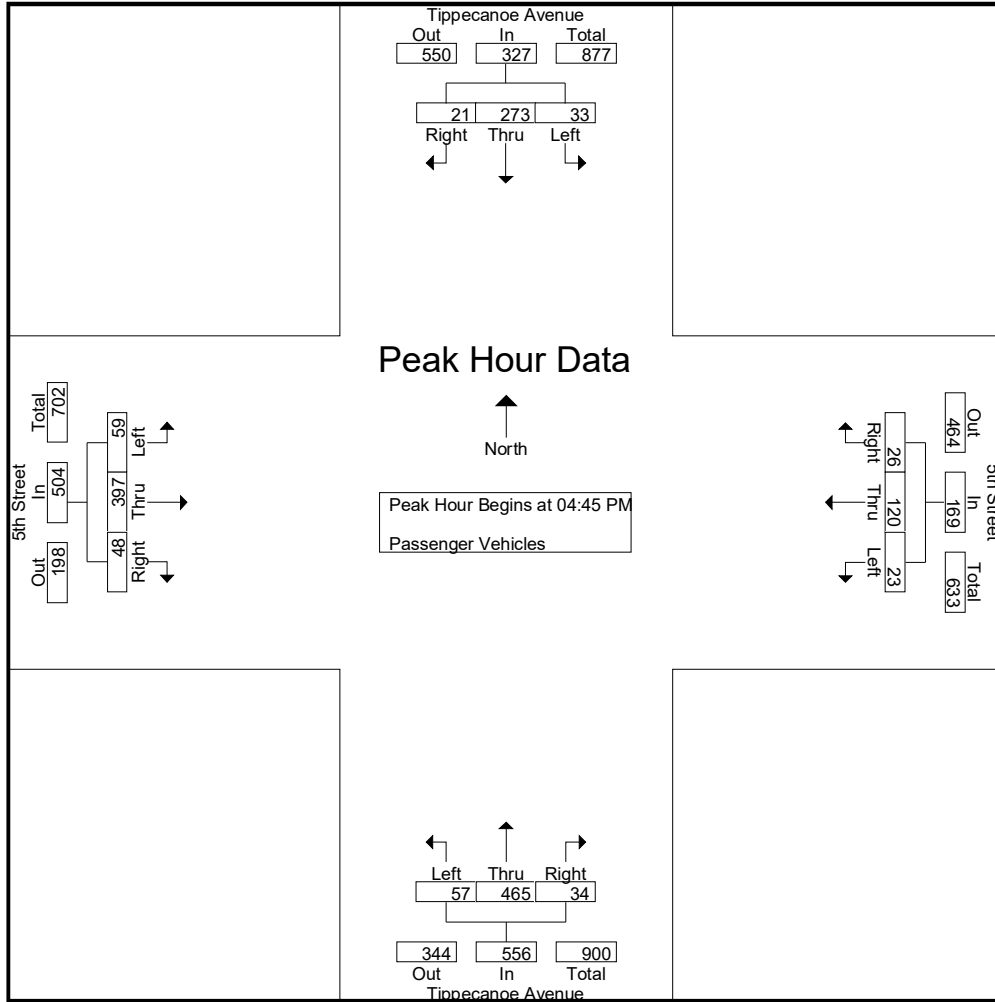 Tippecanoe Avenue
Out In Total
550 327 877
21 273 33
Right Thru Left
Peak Hour Data
North
Peak Hour Begins at 04:45 PM
Passenger Vehicles
5th Street
Total In Out
702 504 198
59 397 48
Left Thru Right
Right Thru Left
26 120 23
Out In Total
464 169 633
5th Street
Left Thru Right
57 465 34
344 556 900
Out In Total
Tippecanoe Avenue